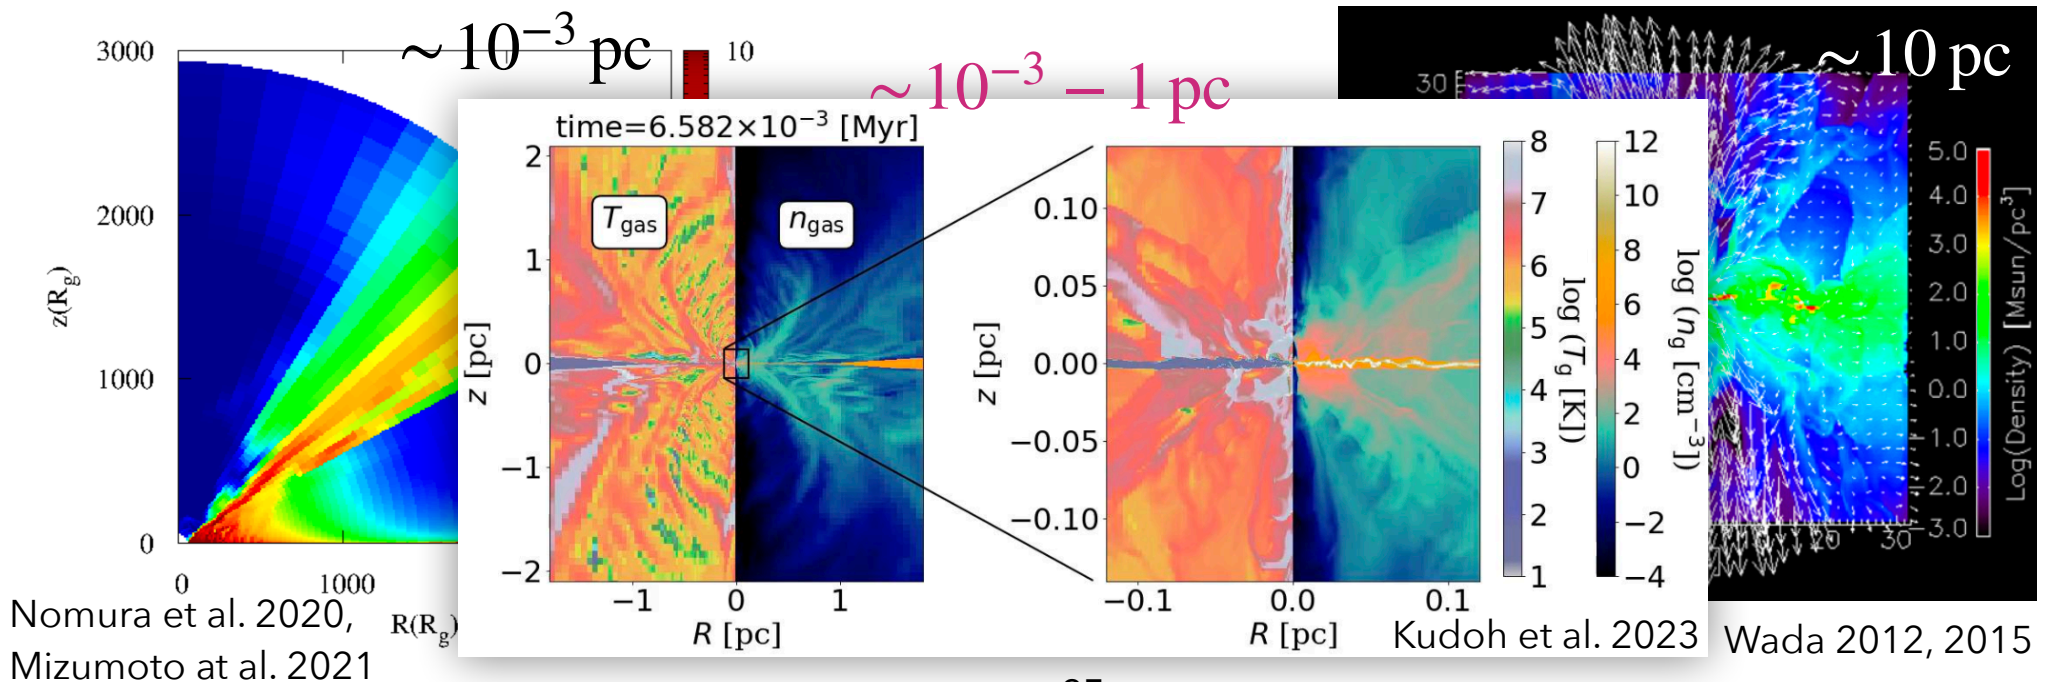 ~10⁻³ pc
~10⁻³ − 1 pc
~10 pc
3000
2000
1000
0
z(R_g)
0
1000
R(R_g)
10
time=6.582×10⁻³ [Myr]
T_gas
n_gas
2
1
0
−1
−2
z [pc]
−1
0
1
R [pc]
0.10
0.05
0.00
−0.05
−0.10
z [pc]
−0.1
0.0
0.1
R [pc]
8
7
6
5
4
3
2
1
log (T_g [K])
12
10
8
6
4
2
0
−2
−4
log (n_g [cm⁻³])
30
30
5.0
4.0
3.0
2.0
1.0
0.0
-1.0
-2.0
-3.0
Log(Density) [Msun/pc³]
Nomura et al. 2020,
Mizumoto at al. 2021
Kudoh et al. 2023
Wada 2012, 2015